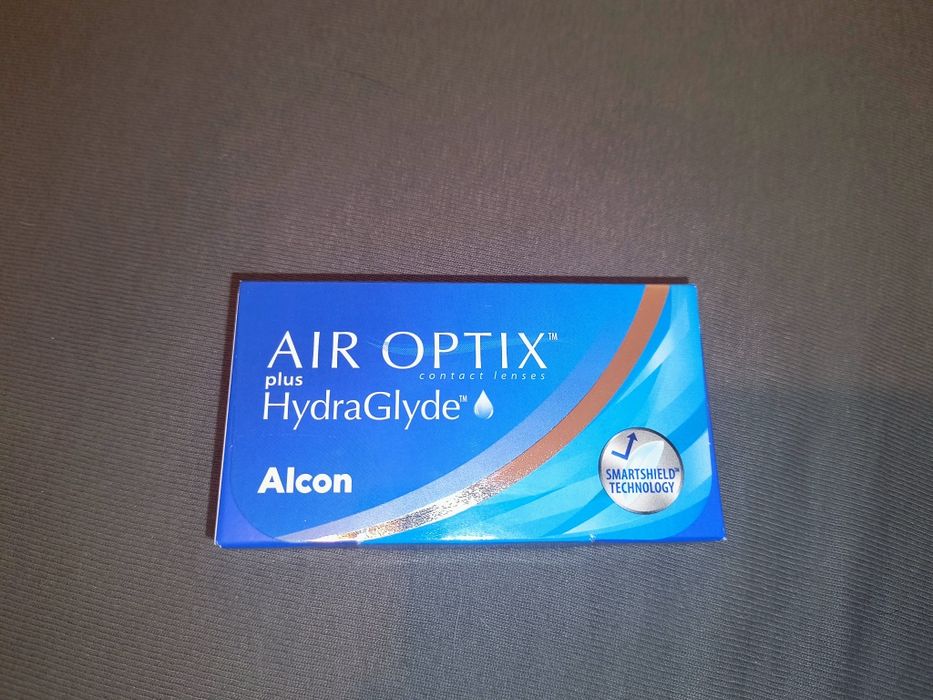 AIR OPTIX™
contact lenses
plus
HydraGlyde™
Alcon
SMARTSHIELD™
TECHNOLOGY